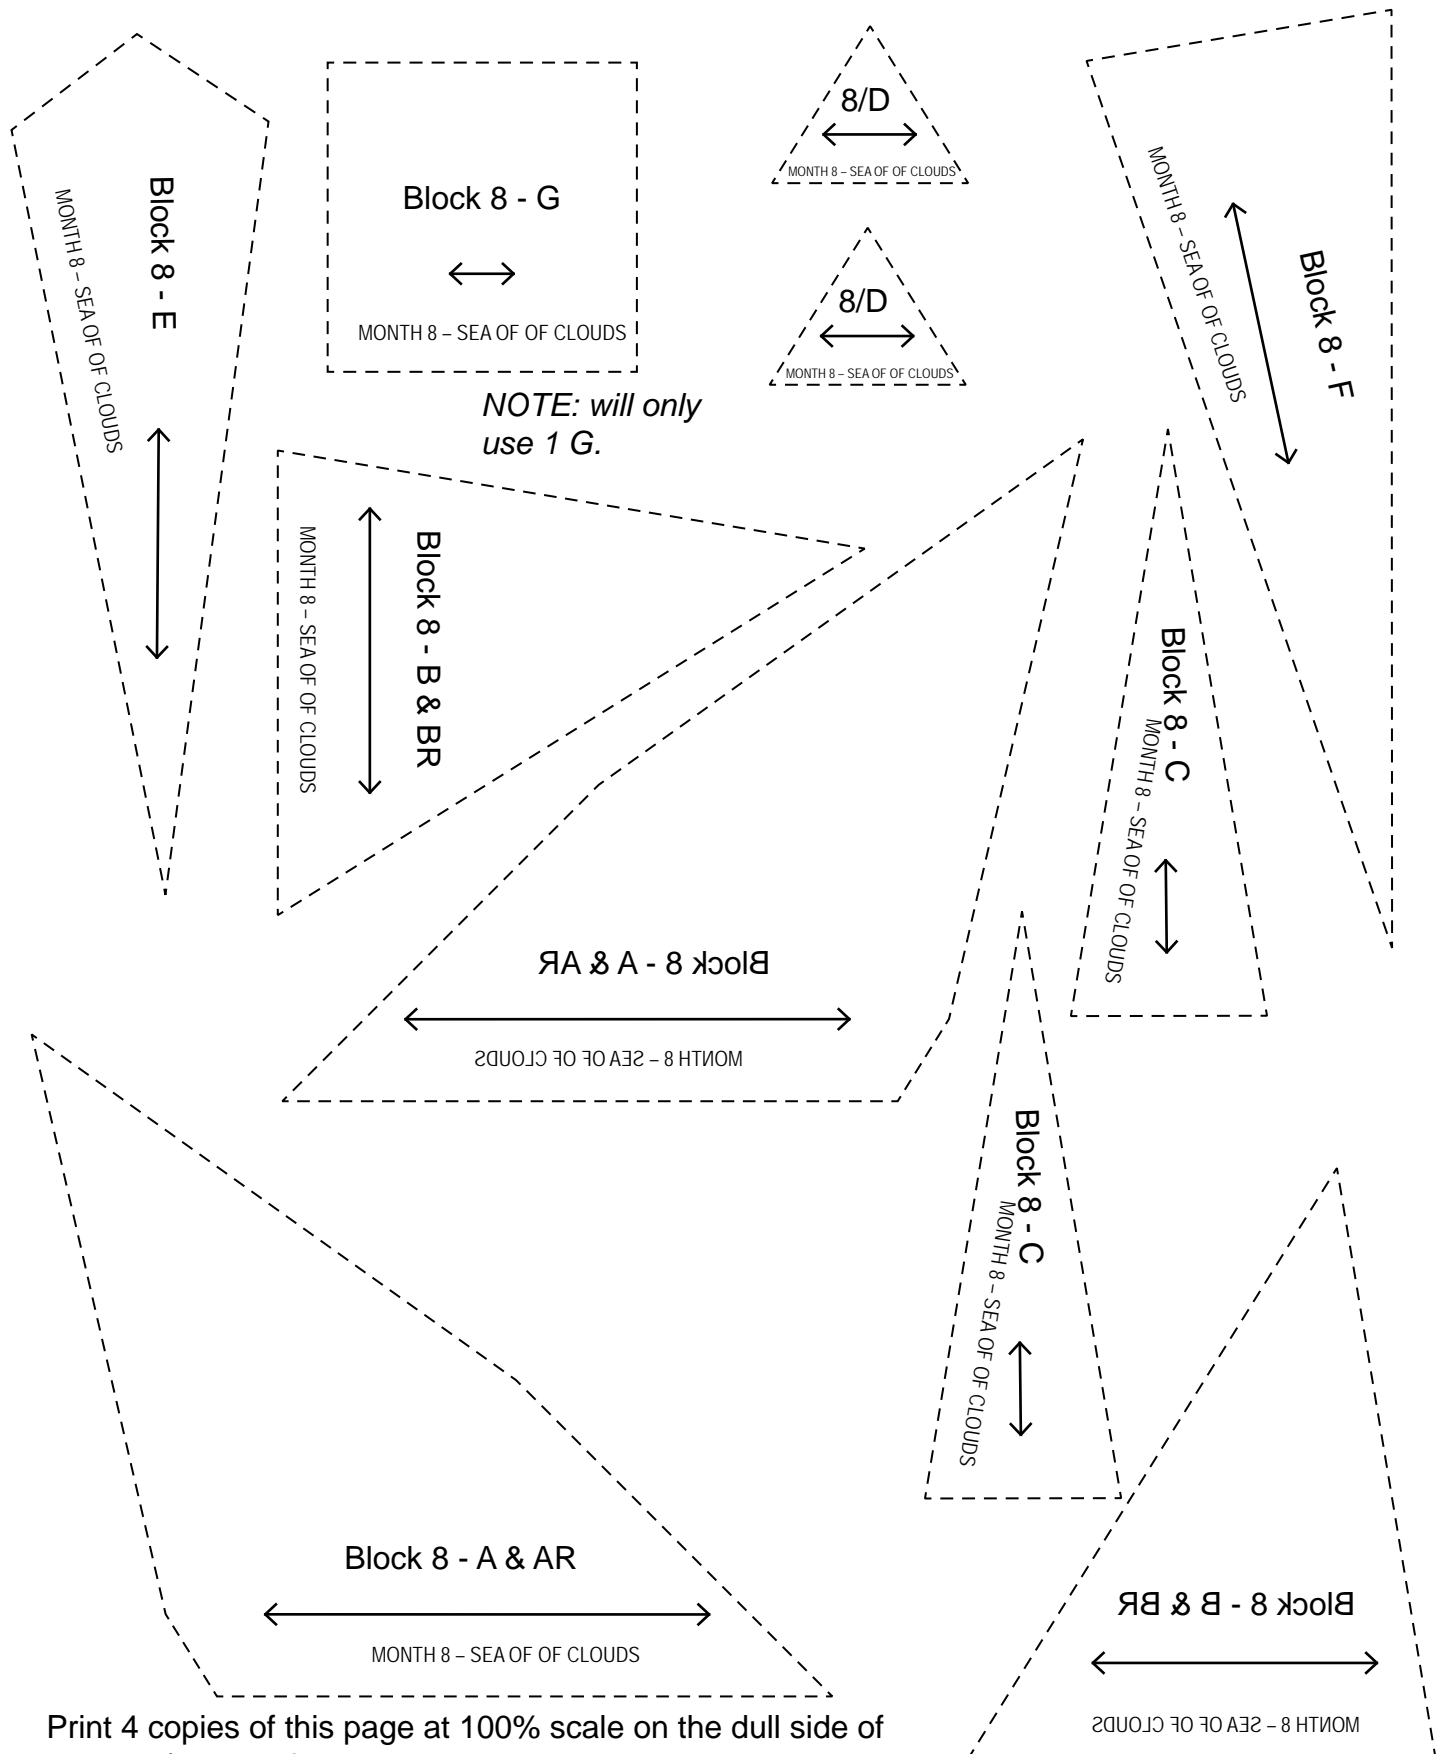 8/D
MONTH 8 – SEA OF OF CLOUDS
Block 8 - E
MONTH 8 – SEA OF OF CLOUDS
Block 8 - G
MONTH 8 – SEA OF OF CLOUDS
NOTE: will only
use 1 G.
8/D
MONTH 8 – SEA OF OF CLOUDS
Block 8 - F
MONTH 8 – SEA OF OF CLOUDS
Block 8 - B & BR
MONTH 8 – SEA OF OF CLOUDS
Block 8 - C
MONTH 8 – SEA OF OF CLOUDS
Block 8 - A & AR
MONTH 8 – SEA OF OF CLOUDS
Block 8 - C
MONTH 8 – SEA OF OF CLOUDS
Block 8 - A & AR
MONTH 8 – SEA OF OF CLOUDS
Block 8 - B & BR
MONTH 8 – SEA OF OF CLOUDS
Print 4 copies of this page at 100% scale on the dull side of